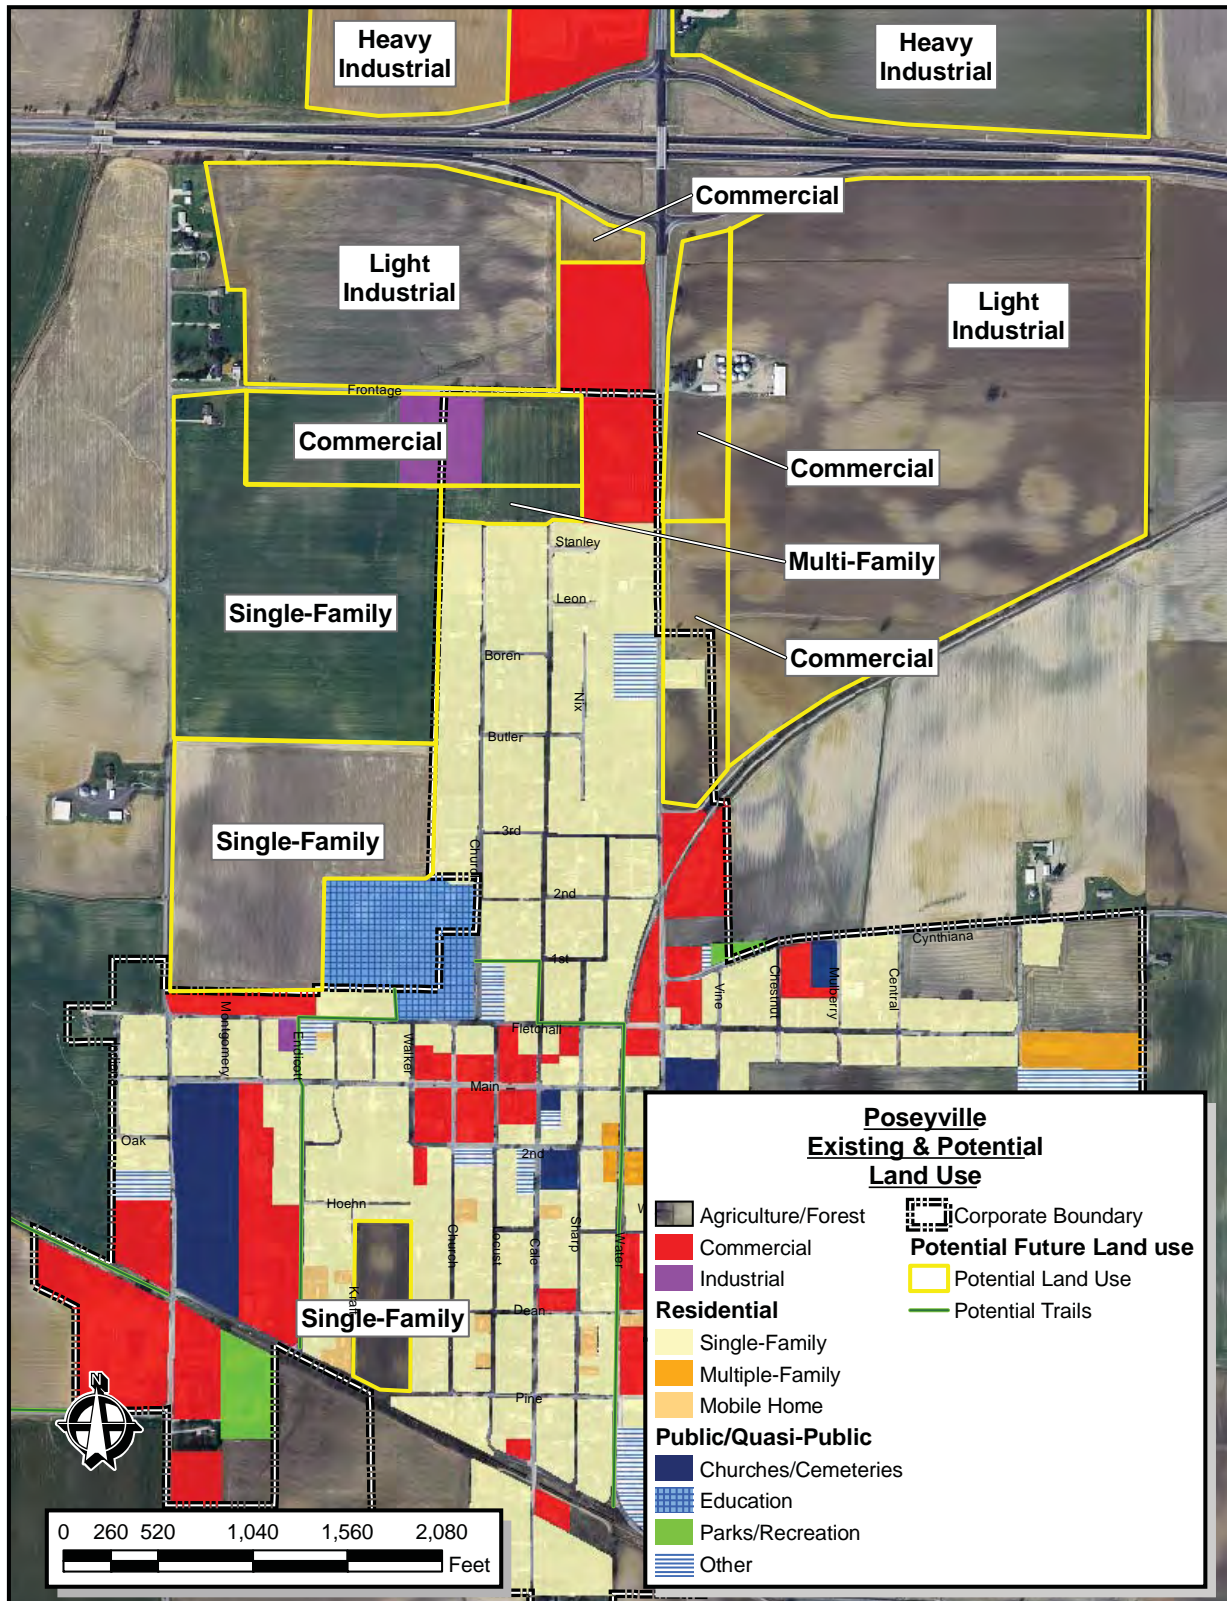 Heavy
Industrial
Heavy
Industrial
Commercial
Light
Industrial
Light
Industrial
Frontage
Commercial
Commercial
Stanley
Multi-Family
Leon
Single-Family
Boren
Commercial
Nix
Butler
3rd
Single-Family
2nd
Cynthiana
1st
Vine
Chestnut
Mulberry
Central
Montgomery
Endicott
Walker
Fletchall
Main
Oak
2nd
Hoehn
Church
Locust
Cale
Sharp
Water
Single-Family
Dean
Pine
Poseyville
Existing & Potential
Land Use
Agriculture/Forest
Commercial
Industrial
Residential
Single-Family
Multiple-Family
Mobile Home
Public/Quasi-Public
Churches/Cemeteries
Education
Parks/Recreation
Other
Corporate Boundary
Potential Future Land use
Potential Land Use
Potential Trails
N
0 260 520 1,040 1,560 2,080
Feet